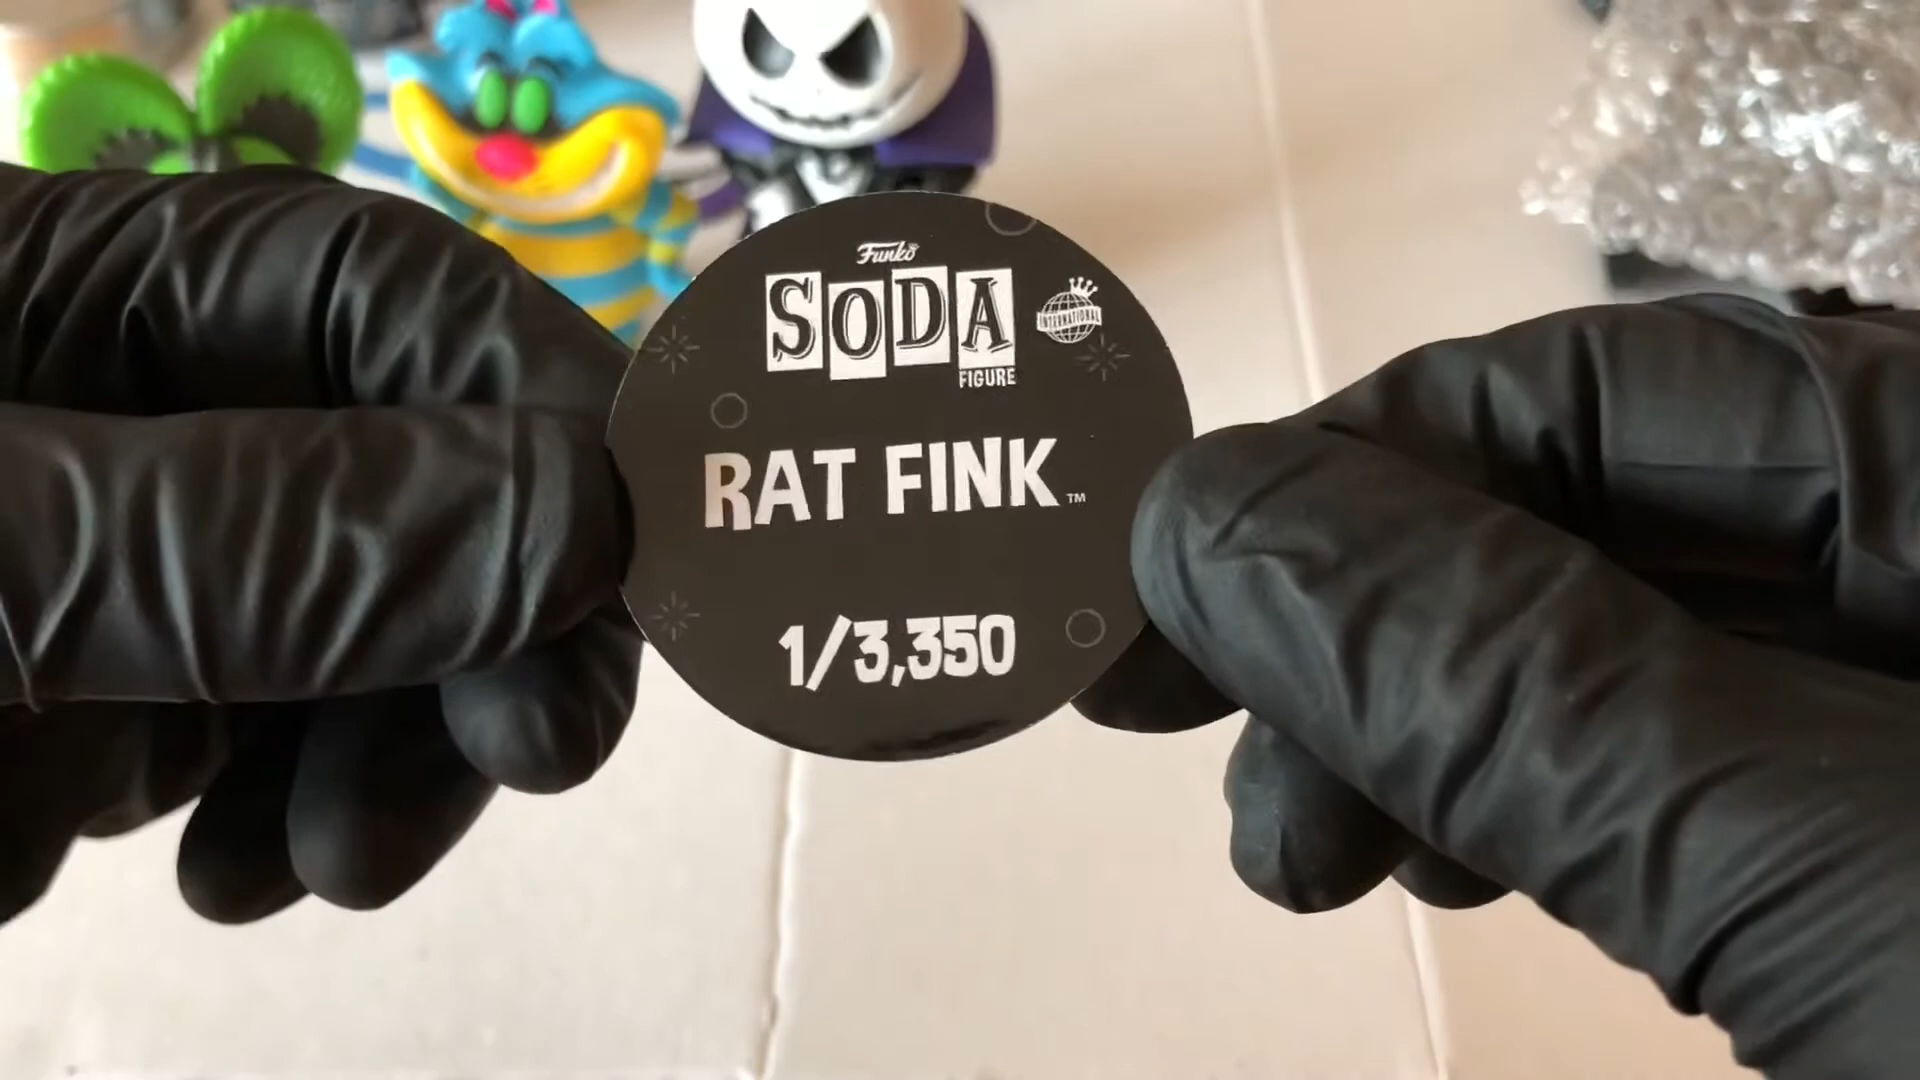 Funko
SODA
FIGURE
INTERNATIONAL
RAT FINK™
1/3,350